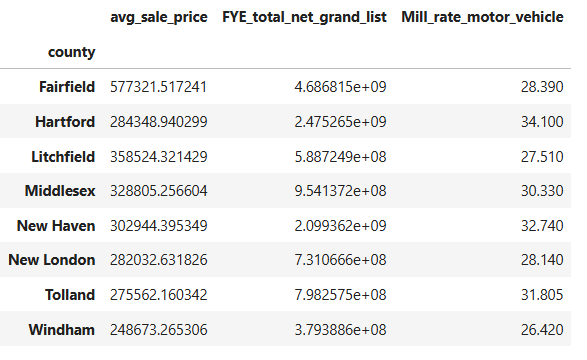 avg_sale_price FYE_total_net_grand_list Mill_rate_motor_vehicle
county
Fairfield 577321.517241 4.686815e+09 28.390
Hartford 284348.940299 2.475265e+09 34.100
Litchfield 358524.321429 5.887249e+08 27.510
Middlesex 328805.256604 9.541372e+08 30.330
New Haven 302944.395349 2.099362e+09 32.740
New London 282032.631826 7.310666e+08 28.140
Tolland 275562.160342 7.982575e+08 31.805
Windham 248673.265306 3.793886e+08 26.420